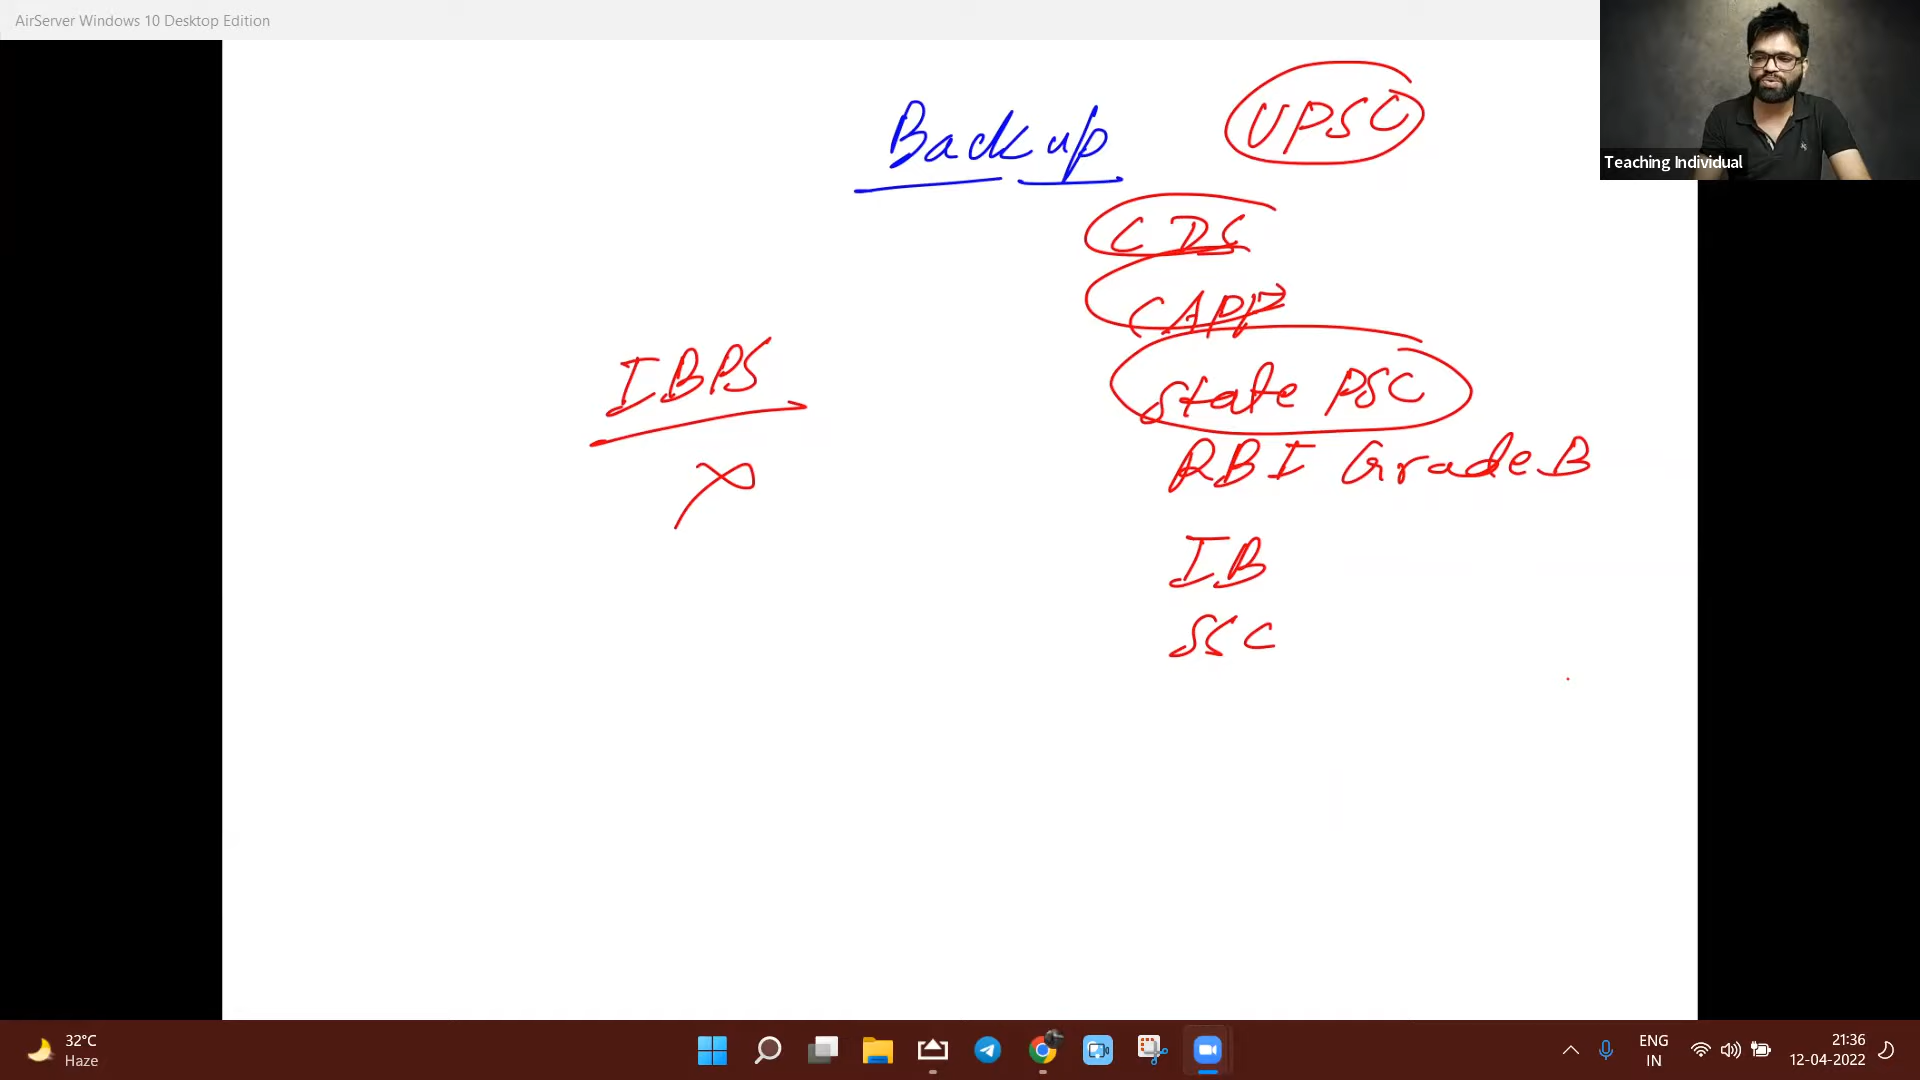 AirServer Windows 10 Desktop Edition
UPSC
Backup
Teaching Individual
CDS
CAPF
IBPS
State PSC
RBI Grade B
IB
SSC
32°C
Haze
ENG
IN
21:36
12-04-2022